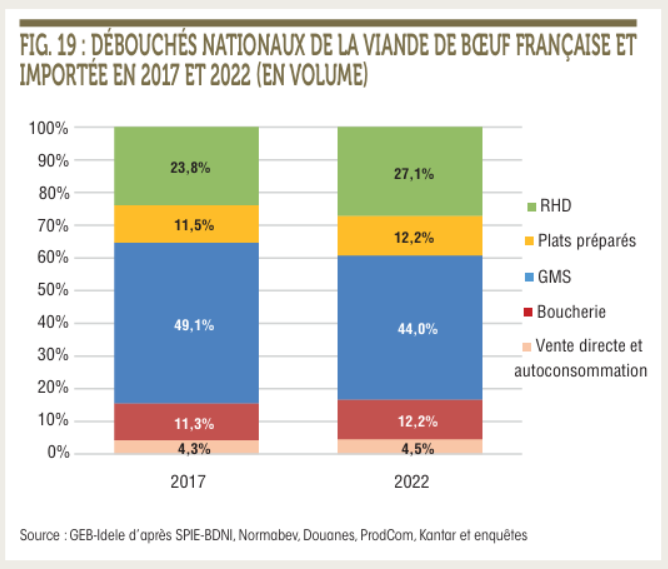 FIG. 19 : DÉBOUCHÉS NATIONAUX DE LA VIANDE DE BŒUF FRANÇAISE ET
IMPORTÉE EN 2017 ET 2022 (EN VOLUME)
100%
90%
80%
70%
60%
50%
40%
30%
20%
10%
0%
23,8%
11,5%
49,1%
11,3%
4,3%
2017
27,1%
12,2%
44,0%
12,2%
4,5%
2022
RHD
Plats préparés
GMS
Boucherie
Vente directe et
autoconsommation
Source : GEB-Idele d'après SPIE-BDNI, Normabev, Douanes, ProdCom, Kantar et enquêtes